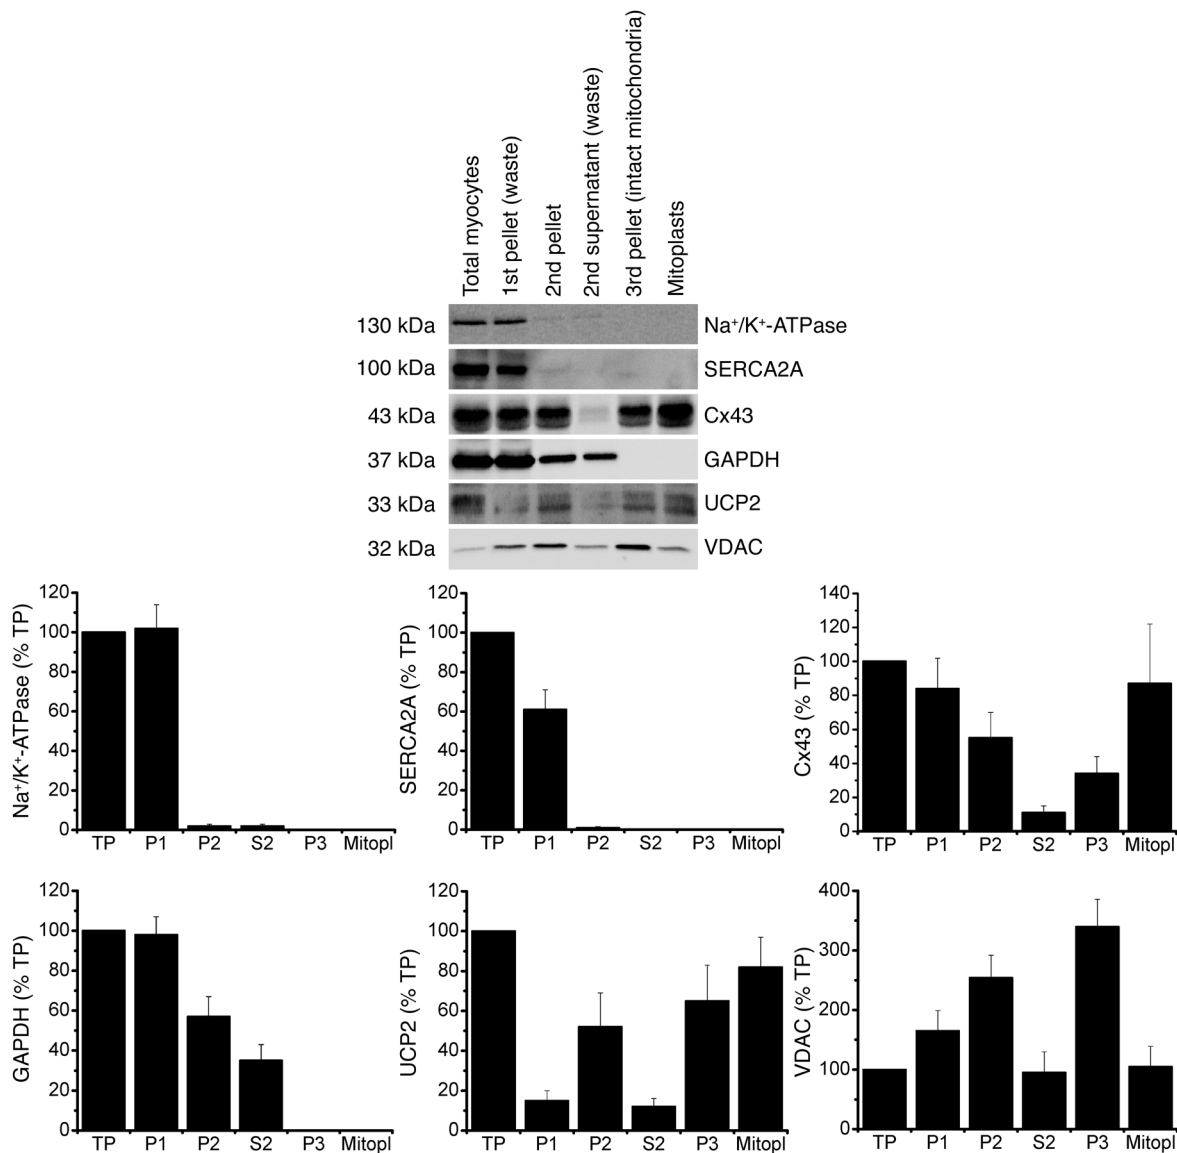 Total myocytes
1st pellet (waste)
2nd pellet
2nd supernatant (waste)
3rd pellet (intact mitochondria)
Mitoplasts
130 kDa Na⁺/K⁺-ATPase
100 kDa SERCA2A
43 kDa Cx43
37 kDa GAPDH
33 kDa UCP2
32 kDa VDAC
Na⁺/K⁺-ATPase (% TP)
120
100
80
60
40
20
0
TP P1 P2 S2 P3 Mitopl
SERCA2A (% TP)
120
100
80
60
40
20
0
TP P1 P2 S2 P3 Mitopl
Cx43 (% TP)
140
120
100
80
60
40
20
0
TP P1 P2 S2 P3 Mitopl
GAPDH (% TP)
120
100
80
60
40
20
0
TP P1 P2 S2 P3 Mitopl
UCP2 (% TP)
120
100
80
60
40
20
0
TP P1 P2 S2 P3 Mitopl
VDAC (% TP)
400
300
200
100
0
TP P1 P2 S2 P3 Mitopl